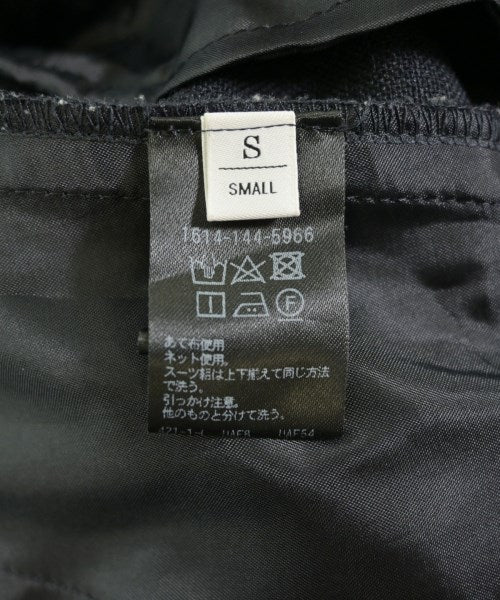 S
SMALL
1614-144-5966
F
あて布使用
ネット使用。
スーツ組は上下揃えて同じ方法
で洗う。
引っかけ注意。
他のものと分けて洗う。